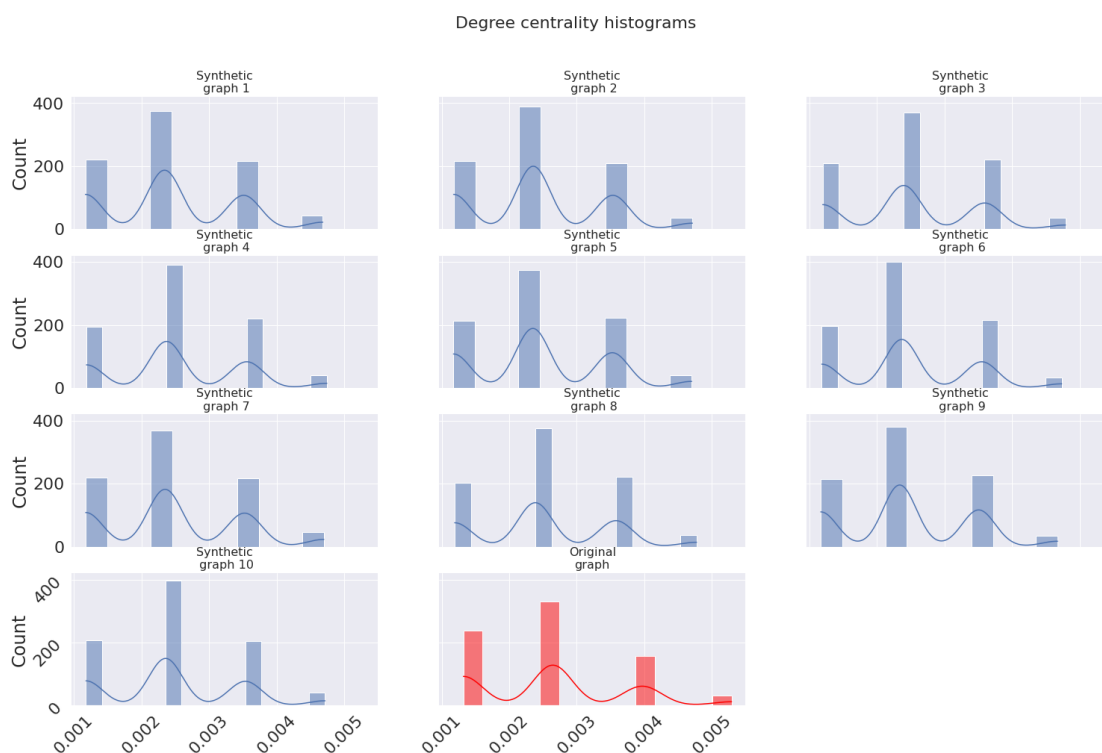 Degree centrality histograms
Synthetic
graph 1
Synthetic
graph 2
Synthetic
graph 3
400
200
0
Count
Synthetic
graph 4
Synthetic
graph 5
Synthetic
graph 6
400
200
0
Count
Synthetic
graph 7
Synthetic
graph 8
Synthetic
graph 9
400
200
0
Count
Synthetic
graph 10
Original
graph
400
200
0
Count
0.001
0.002
0.003
0.004
0.005
0.001
0.002
0.003
0.004
0.005